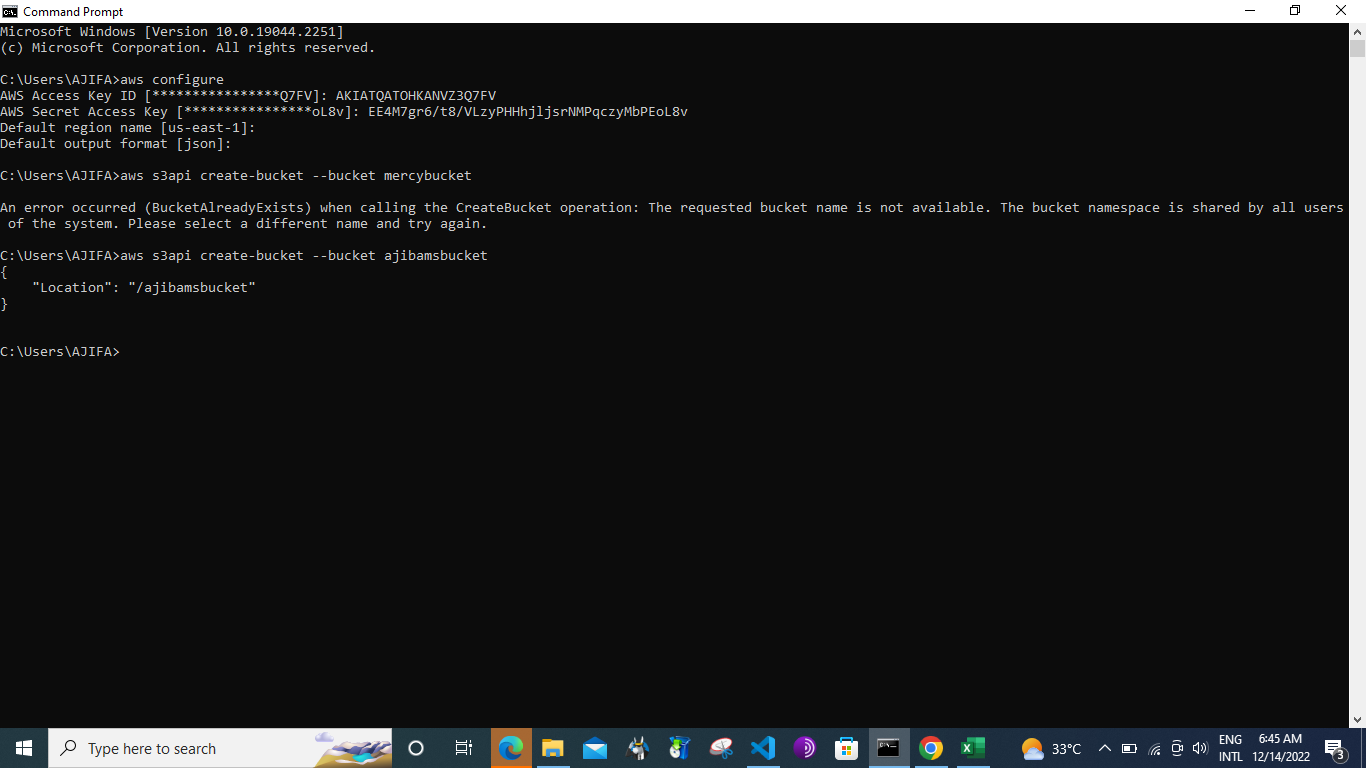 Command Prompt
Microsoft Windows [Version 10.0.19044.2251]
(c) Microsoft Corporation. All rights reserved.
C:\Users\AJIFA>aws configure
AWS Access Key ID [****************Q7FV]: AKIATQATOHKANVZ3Q7FV
AWS Secret Access Key [****************oL8v]: 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
Default region name [us-east-1]:
Default output format [json]:
C:\Users\AJIFA>aws s3api create-bucket --bucket mercybucket
An error occurred (BucketAlreadyExists) when calling the CreateBucket operation: The requested bucket name is not available. The bucket namespace is shared by all users
of the system. Please select a different name and try again.
C:\Users\AJIFA>aws s3api create-bucket --bucket ajibamsbucket
{
"Location": "/ajibamsbucket"
}
C:\Users\AJIFA>
Type here to search
33°C
ENG
INTL
6:45 AM
12/14/2022
3